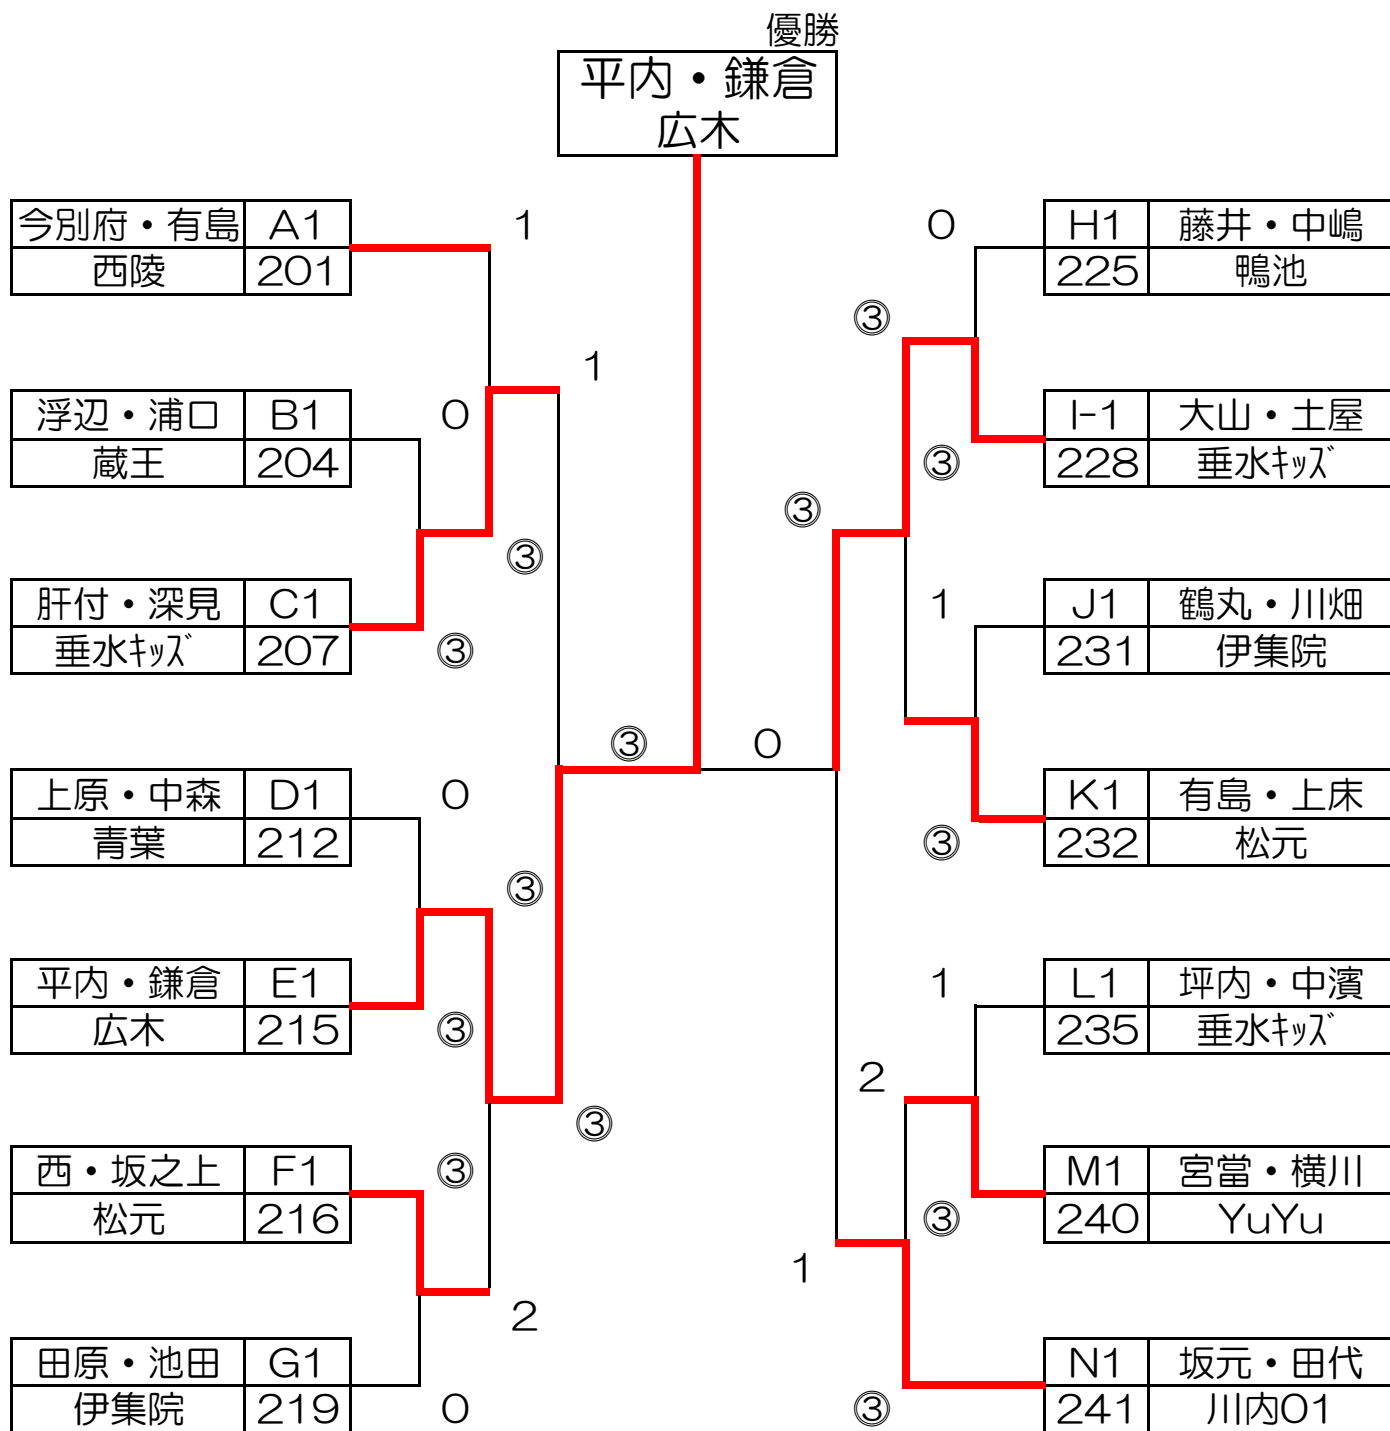 優勝
平内・鎌倉
広木
今別府・有島 A1
西陵 201
1
浮辺・浦口 B1
蔵王 204
0
1
肝付・深見 C1
垂水ｷｯｽﾞ 207
③
③
上原・中森 D1
青葉 212
0
③
平内・鎌倉 E1
広木 215
③
③
西・坂之上 F1
松元 216
③
③
田原・池田 G1
伊集院 219
2
0
0
0
H1 藤井・中嶋
225 鴨池
③
I-1 大山・土屋
228 垂水ｷｯｽﾞ
③
③
J1 鶴丸・川畑
231 伊集院
1
1
K1 有島・上床
232 松元
③
L1 坪内・中濱
235 垂水ｷｯｽﾞ
1
2
M1 宮當・横川
240 YuYu
③
1
N1 坂元・田代
241 川内01
③